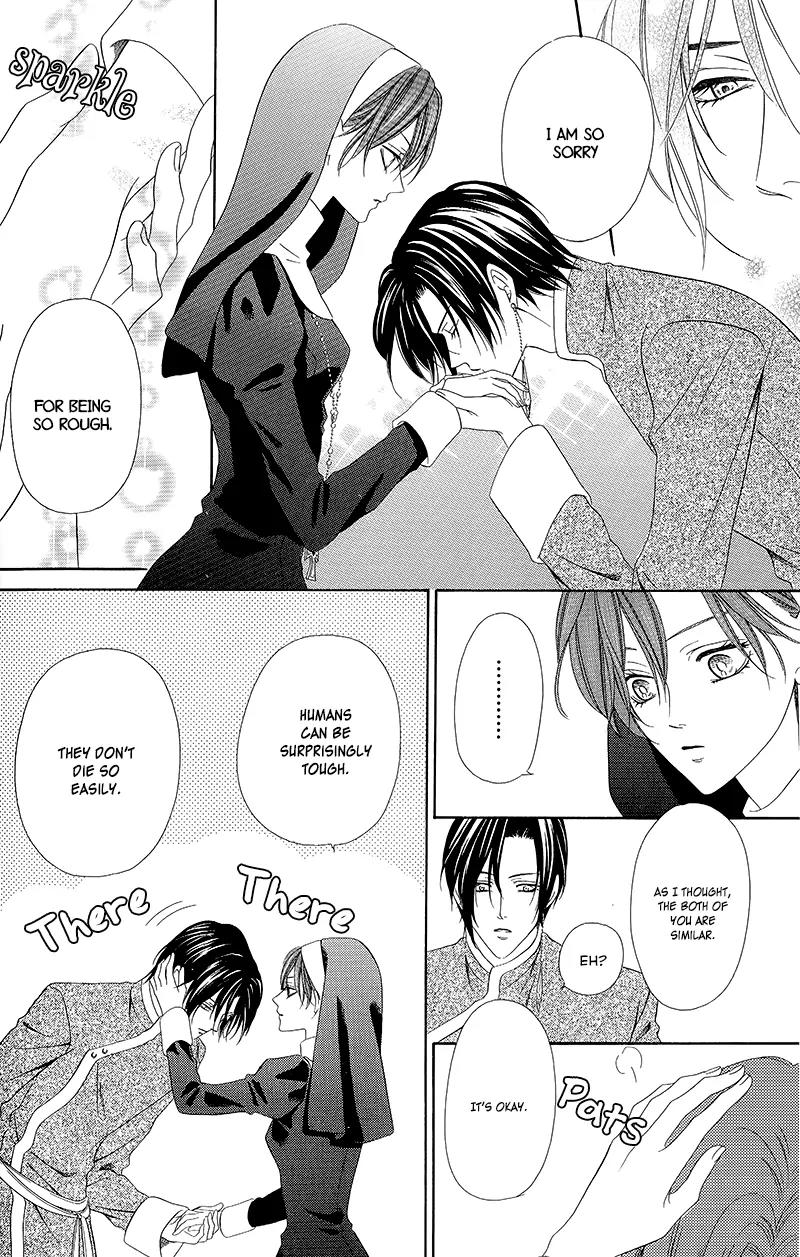 I AM SO
SORRY
sparkle
FOR BEING
SO ROUGH.
.........
AS I THOUGHT,
THE BOTH OF
YOU ARE
SIMILAR.
EH?
IT'S OKAY.
Pats
HUMANS
CAN BE
SURPRISINGLY
TOUGH.
THEY DON'T
DIE SO
EASILY.
There
There